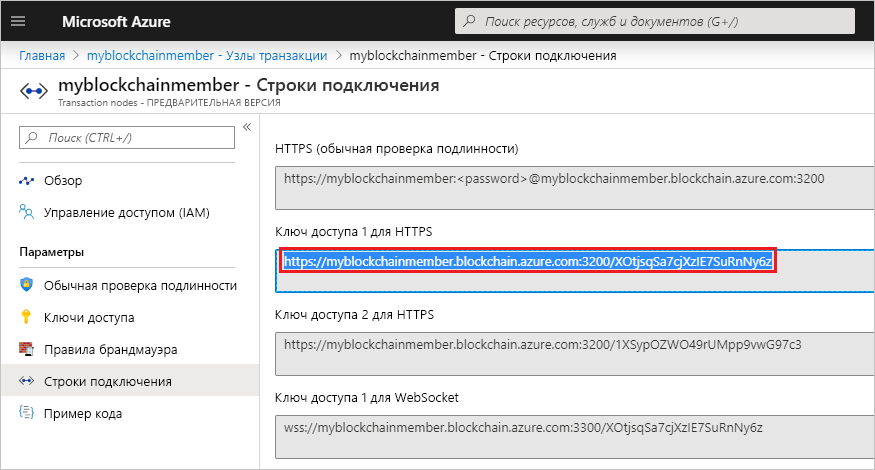 Microsoft Azure
Поиск ресурсов, служб и документов (G+/)
Главная > myblockchainmember - Узлы транзакции > myblockchainmember - Строки подключения
myblockchainmember - Строки подключения
Transaction nodes - ПРЕДВАРИТЕЛЬНАЯ ВЕРСИЯ
Поиск (CTRL+/)
«
Обзор
Управление доступом (IAM)
Параметры
Обычная проверка подлинности
Ключи доступа
Правила брандмауэра
Строки подключения
Пример кода
HTTPS (обычная проверка подлинности)
https://myblockchainmember:<password>@myblockchainmember.blockchain.azure.com:3200
Ключ доступа 1 для HTTPS
https://myblockchainmember.blockchain.azure.com:3200/XOtjsqSa7cjXzIE7SuRnNy6z
Ключ доступа 2 для HTTPS
https://myblockchainmember.blockchain.azure.com:3200/1XSypOZWO49rUMpp9vwG97c3
Ключ доступа 1 для WebSocket
wss://myblockchainmember.blockchain.azure.com:3300/XOtjsqSa7cjXzIE7SuRnNy6z